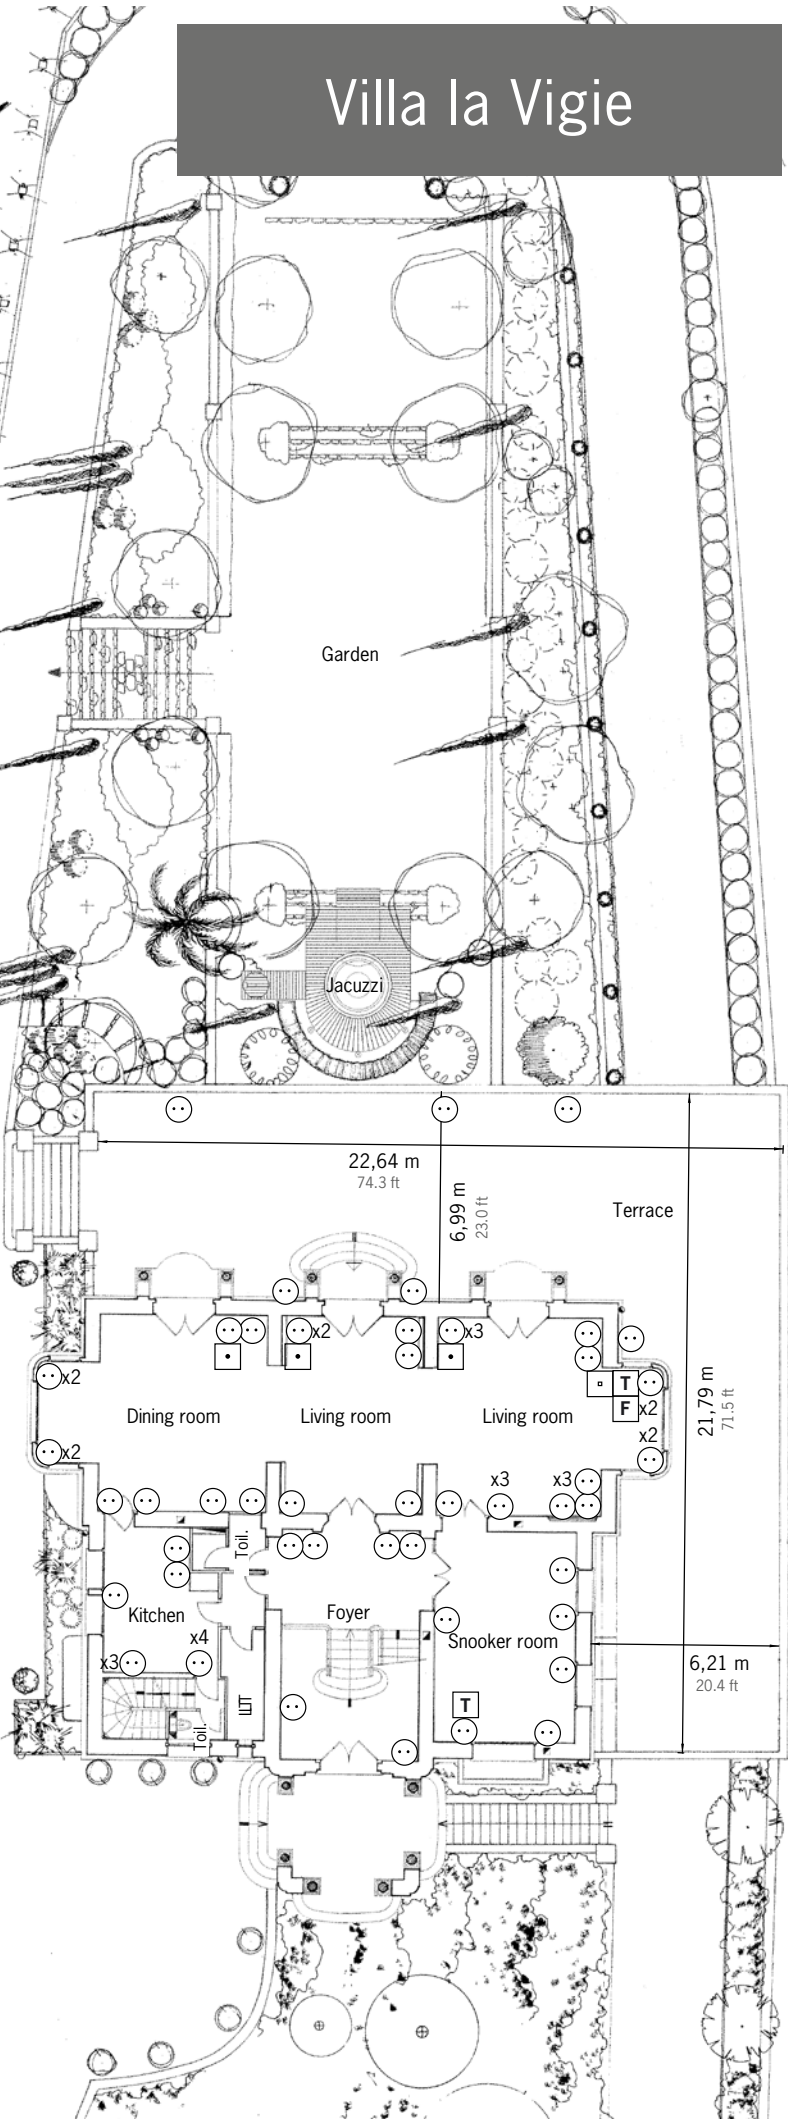 Villa la Vigie
Garden
Jacuzzi
22,64 m
74.3 ft
6,99 m
23.0 ft
Terrace
x2
x3
x2
T
F
x2
x2
x2
21,79 m
71.5 ft
Dining room
Living room
Living room
x3
x3
Toil.
Kitchen
Foyer
Snooker room
x4
x3
6,21 m
20.4 ft
T
Toil.